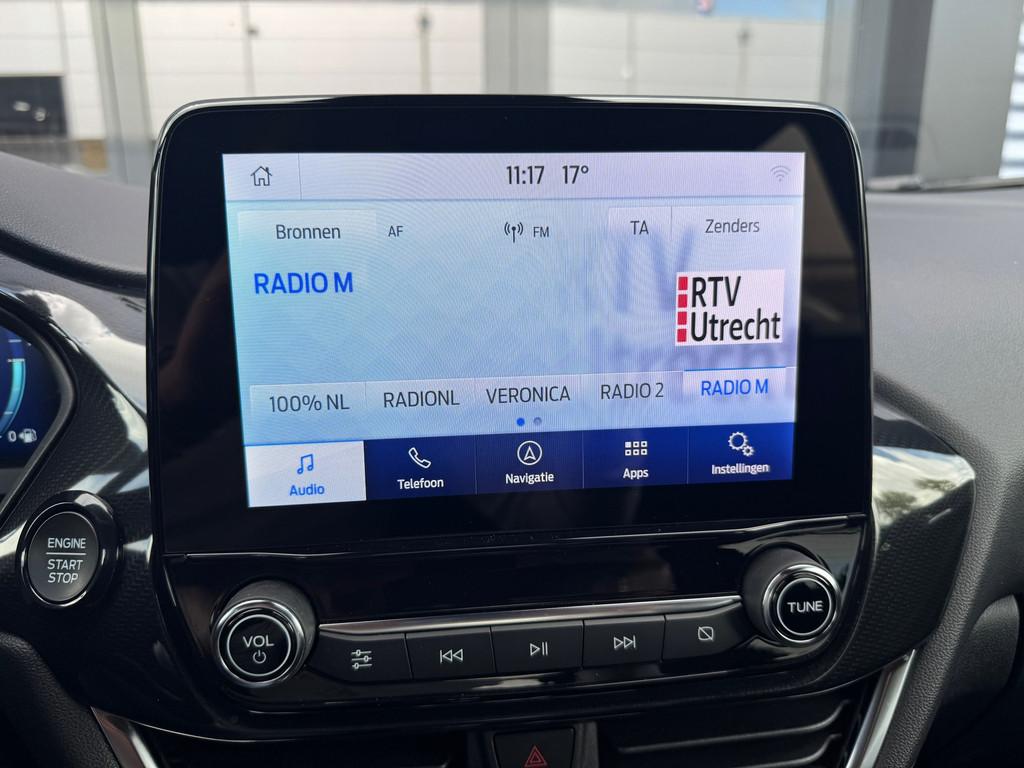 11:17 17°
Bronnen AF FM TA Zenders
RADIO M
RTV
Utrecht
100% NL RADIONL VERONICA RADIO 2 RADIO M
Audio Telefoon Navigatie Apps Instellingen
ENGINE
START
STOP
VOL
TUNE
0